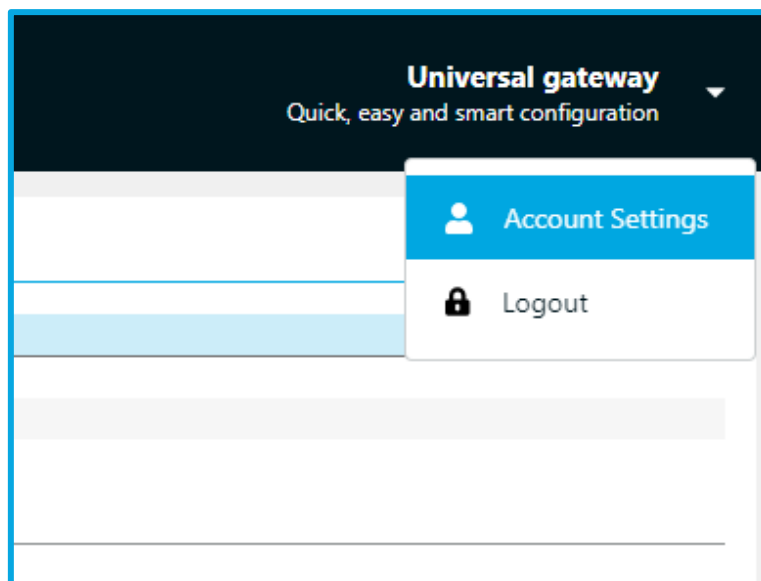 Universal gateway
Quick, easy and smart configuration
Account Settings
Logout